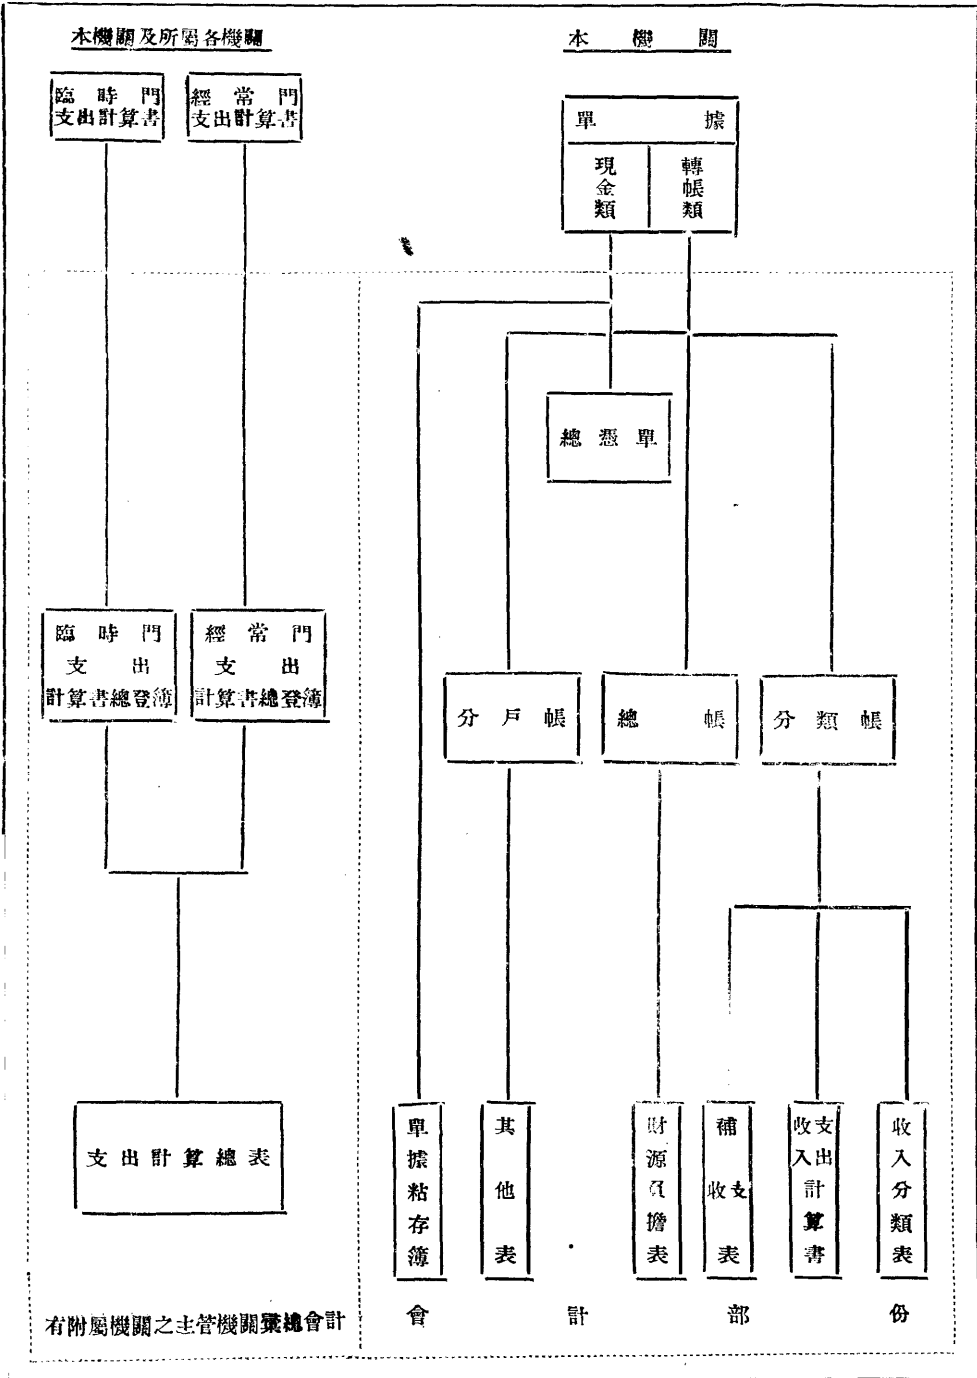 本機關及所屬各機關
臨時門
支出計算書
經常門
支出計算書
本機關
單據
現金類
轉帳類
總憑單
臨時門
支出
計算書總登簿
經常門
支出
計算書總登簿
分戶帳
總帳
分類帳
支出計算總表
單據粘存簿
其他表
財源負擔表
補收支表
收支入出計算書
收入分類表
有附屬機關之主管機關彙總會計
會計部份